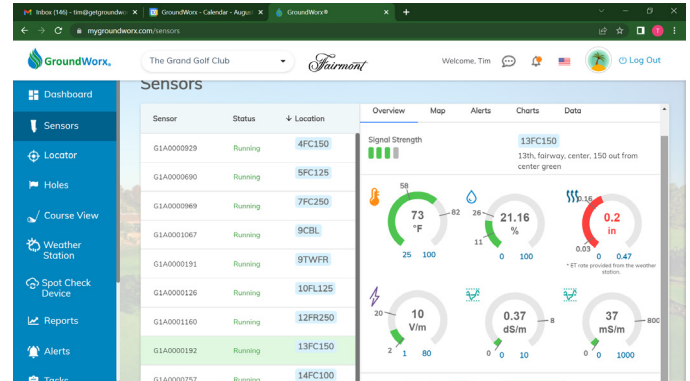 Inbox (146) - tim@getgroundwo
GroundWorx - Calendar - Augus
GroundWorx®
mygroundworx.com/sensors
GroundWorx.
The Grand Golf Club
Fairmont
Welcome, Tim
Log Out
Dashboard
Sensors
Locator
Holes
Course View
Weather
Station
Spot Check
Device
Reports
Alerts
Tasks
Sensors
Sensor Status Location
G1A0000929 Running 4FC150
G1A0000690 Running 5FC125
G1A0000969 Running 7FC250
G1A0001067 Running 9CBL
G1A0000191 Running 9TWFR
G1A0000126 Running 10FL125
G1A0001160 Running 12FR250
G1A0000192 Running 13FC150
G1A0000757 Running 14FC100
Overview Map Alerts Charts Data
Signal Strength
13FC150
13th, fairway, center, 150 out from
center green
58
82
73
°F
25 100
26
11
21.16
%
0 100
0.16
0.03
0.2
in
0 0.47
* ET rate provided from the weather
station.
20
2
10
V/m
1 80
8
0
0.37
dS/m
0 10
800
0
37
mS/m
0 1000